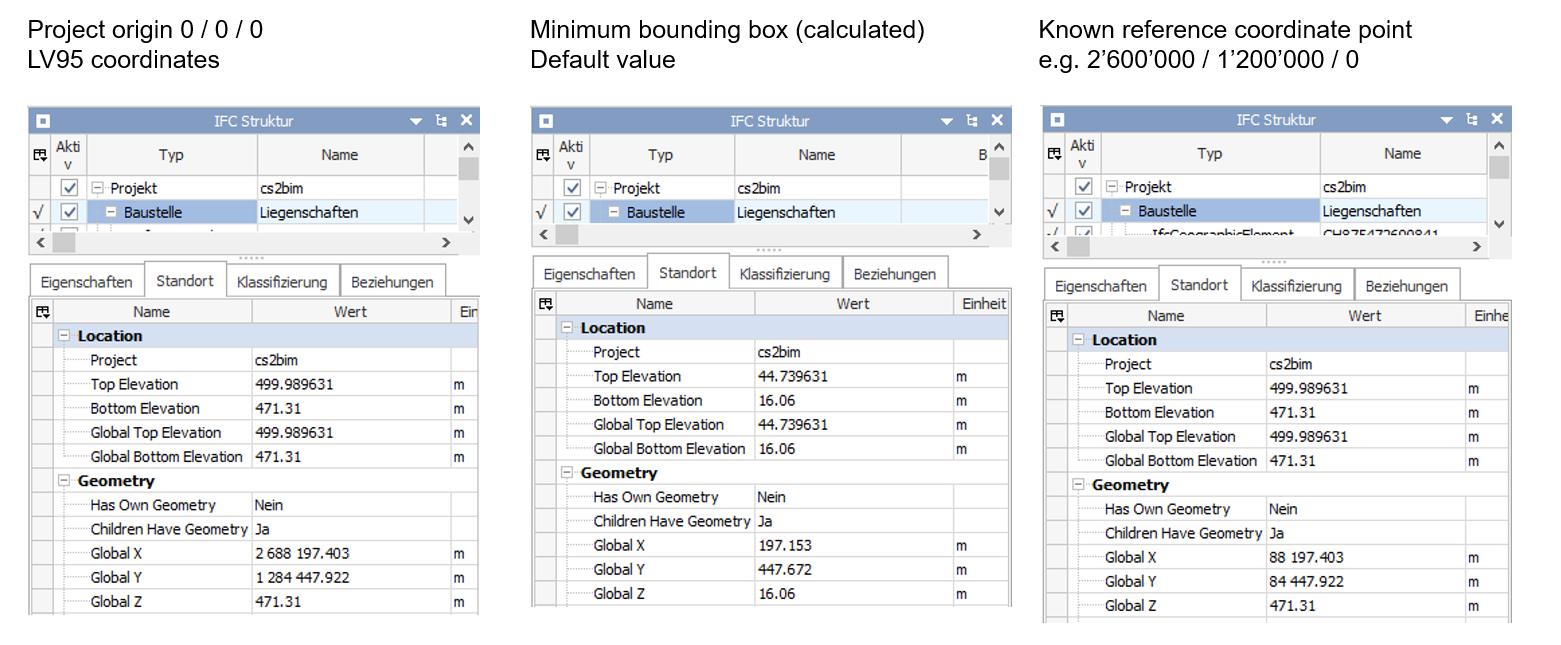 Project origin 0 / 0 / 0
LV95 coordinates
IFC Struktur
Akti
v
Typ
Name
Projekt
cs2bim
Baustelle
Liegenschaften
Eigenschaften
Standort
Klassifizierung
Beziehungen
Name
Wert
Ein
Location
Project
cs2bim
Top Elevation
499.989631
m
Bottom Elevation
471.31
m
Global Top Elevation
499.989631
m
Global Bottom Elevation
471.31
m
Geometry
Has Own Geometry
Nein
Children Have Geometry
Ja
Global X
2 688 197.403
m
Global Y
1 284 447.922
m
Global Z
471.31
m
Minimum bounding box (calculated)
Default value
IFC Struktur
Akti
v
Typ
Name
B
Projekt
cs2bim
Baustelle
Liegenschaften
Eigenschaften
Standort
Klassifizierung
Beziehungen
Name
Wert
Einheit
Location
Project
cs2bim
Top Elevation
44.739631
m
Bottom Elevation
16.06
m
Global Top Elevation
44.739631
m
Global Bottom Elevation
16.06
m
Geometry
Has Own Geometry
Nein
Children Have Geometry
Ja
Global X
197.153
m
Global Y
447.672
m
Global Z
16.06
m
Known reference coordinate point
e.g. 2’600’000 / 1’200’000 / 0
IFC Struktur
Akti
v
Typ
Name
Projekt
cs2bim
Baustelle
Liegenschaften
IfcGeographicElement
Eigenschaften
Standort
Klassifizierung
Beziehungen
Name
Wert
Einhe
Location
Project
cs2bim
Top Elevation
499.989631
m
Bottom Elevation
471.31
m
Global Top Elevation
499.989631
m
Global Bottom Elevation
471.31
m
Geometry
Has Own Geometry
Nein
Children Have Geometry
Ja
Global X
88 197.403
m
Global Y
84 447.922
m
Global Z
471.31
m